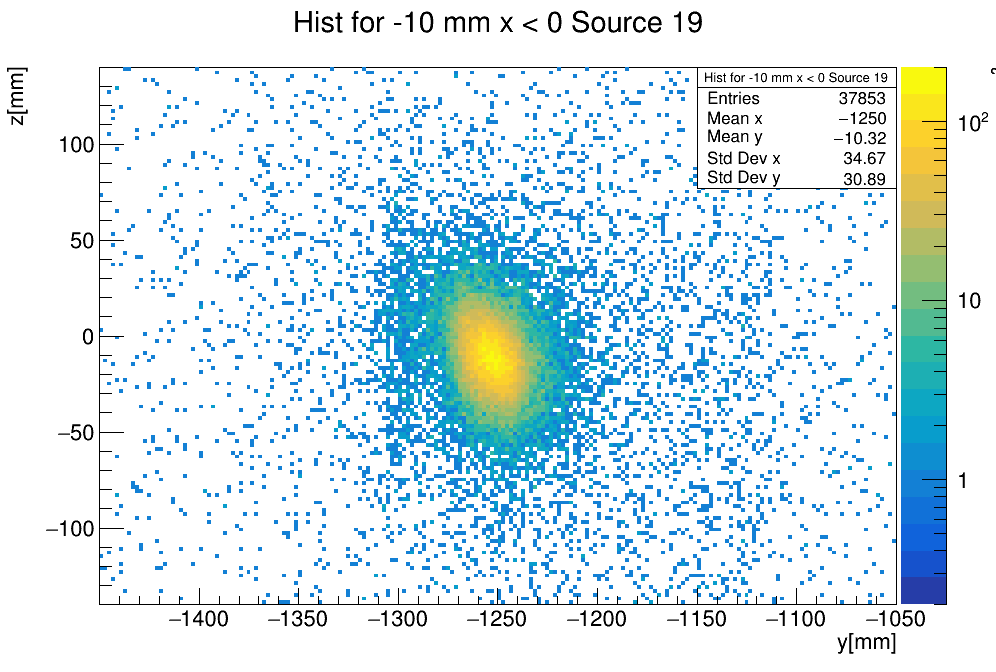 Hist for -10 mm x < 0 Source 19
z[mm]
Hist for -10 mm x < 0 Source 19
Entries 37853
Mean x −1250
Mean y −10.32
Std Dev x 34.67
Std Dev y 30.89
100
50
0
−50
−100
10²
10
1
−1400 −1350 −1300 −1250 −1200 −1150 −1100 −1050
y[mm]